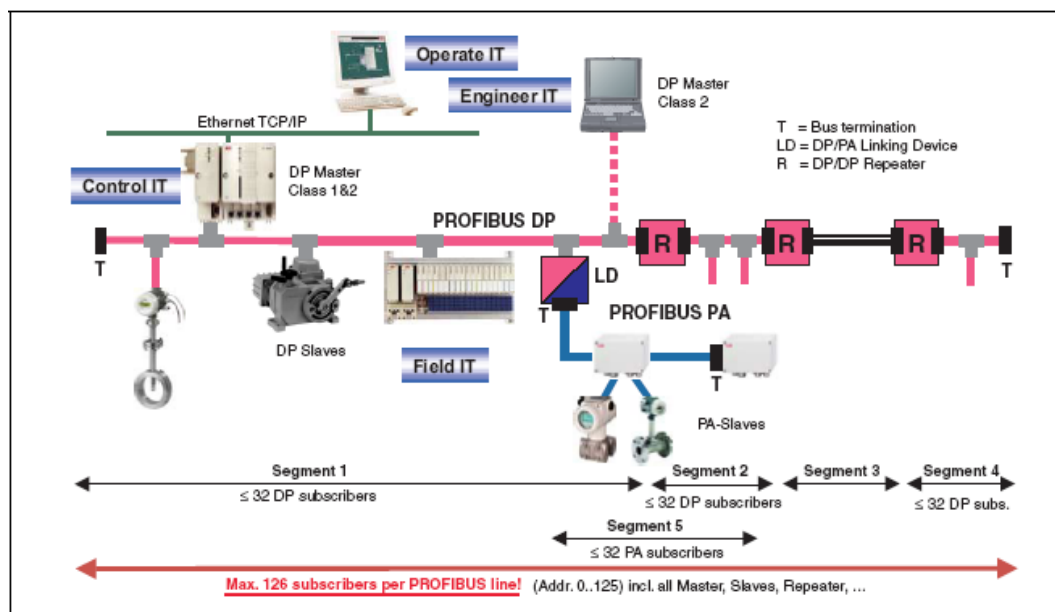 Operate IT
Engineer IT
DP Master
Class 2
Ethernet TCP/IP
T = Bus termination
LD = DP/PA Linking Device
R = DP/DP Repeater
Control IT
DP Master
Class 1&2
PROFIBUS DP
R
R
R
T
T
LD
T
PROFIBUS PA
DP Slaves
Field IT
T
PA-Slaves
Segment 1
≤ 32 DP subscribers
Segment 2
≤ 32 DP subscribers
Segment 3
Segment 4
≤ 32 DP subs.
Segment 5
≤ 32 PA subscribers
Max. 126 subscribers per PROFIBUS line! (Addr. 0..125) incl. all Master, Slaves, Repeater, ...